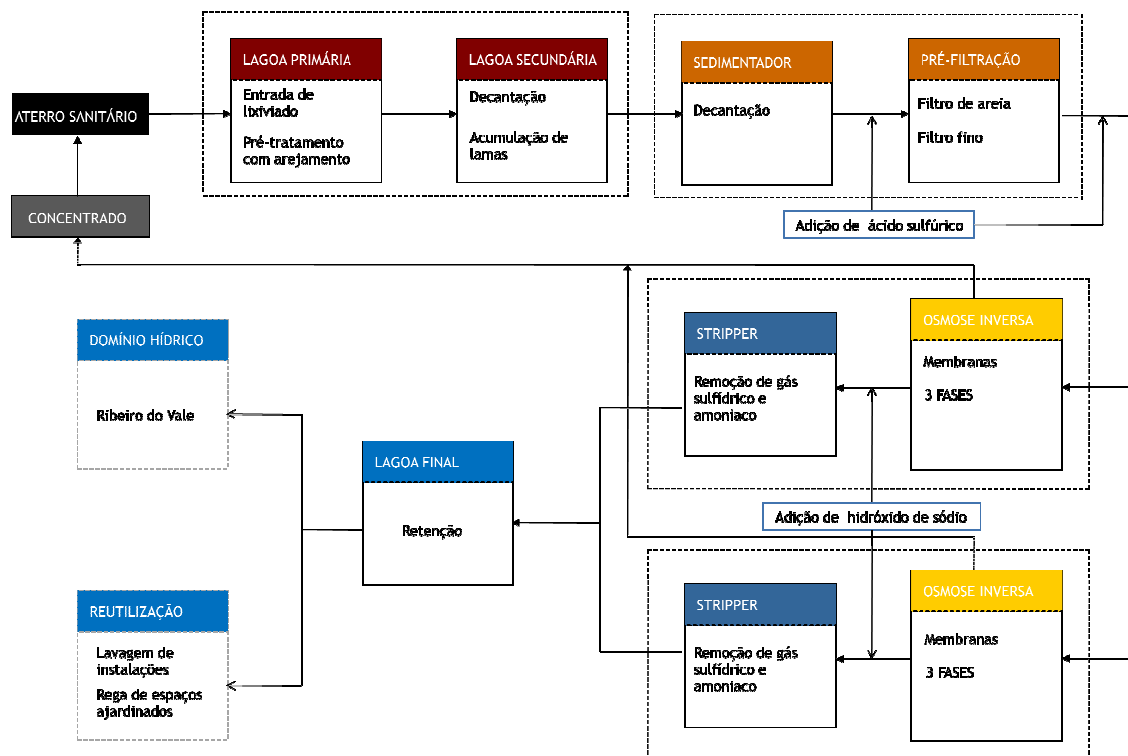 LAGOA PRIMÁRIA
Entrada de
lixiviado
Pré-tratamento
com arejamento
LAGOA SECUNDÁRIA
Decantação
Acumulação de
lamas
SEDIMENTADOR
Decantação
PRÉ-FILTRAÇÃO
Filtro de areia
Filtro fino
ATERRO SANITÁRIO
CONCENTRADO
Adição de ácido sulfúrico
DOMÍNIO HÍDRICO
Ribeiro do Vale
STRIPPER
Remoção de gás
sulfídrico e
amoniaco
OSMOSE INVERSA
Membranas
3 FASES
LAGOA FINAL
Retenção
Adição de hidróxido de sódio
REUTILIZAÇÃO
Lavagem de
instalações
Rega de espaços
ajardinados
STRIPPER
Remoção de gás
sulfídrico e
amoniaco
OSMOSE INVERSA
Membranas
3 FASES